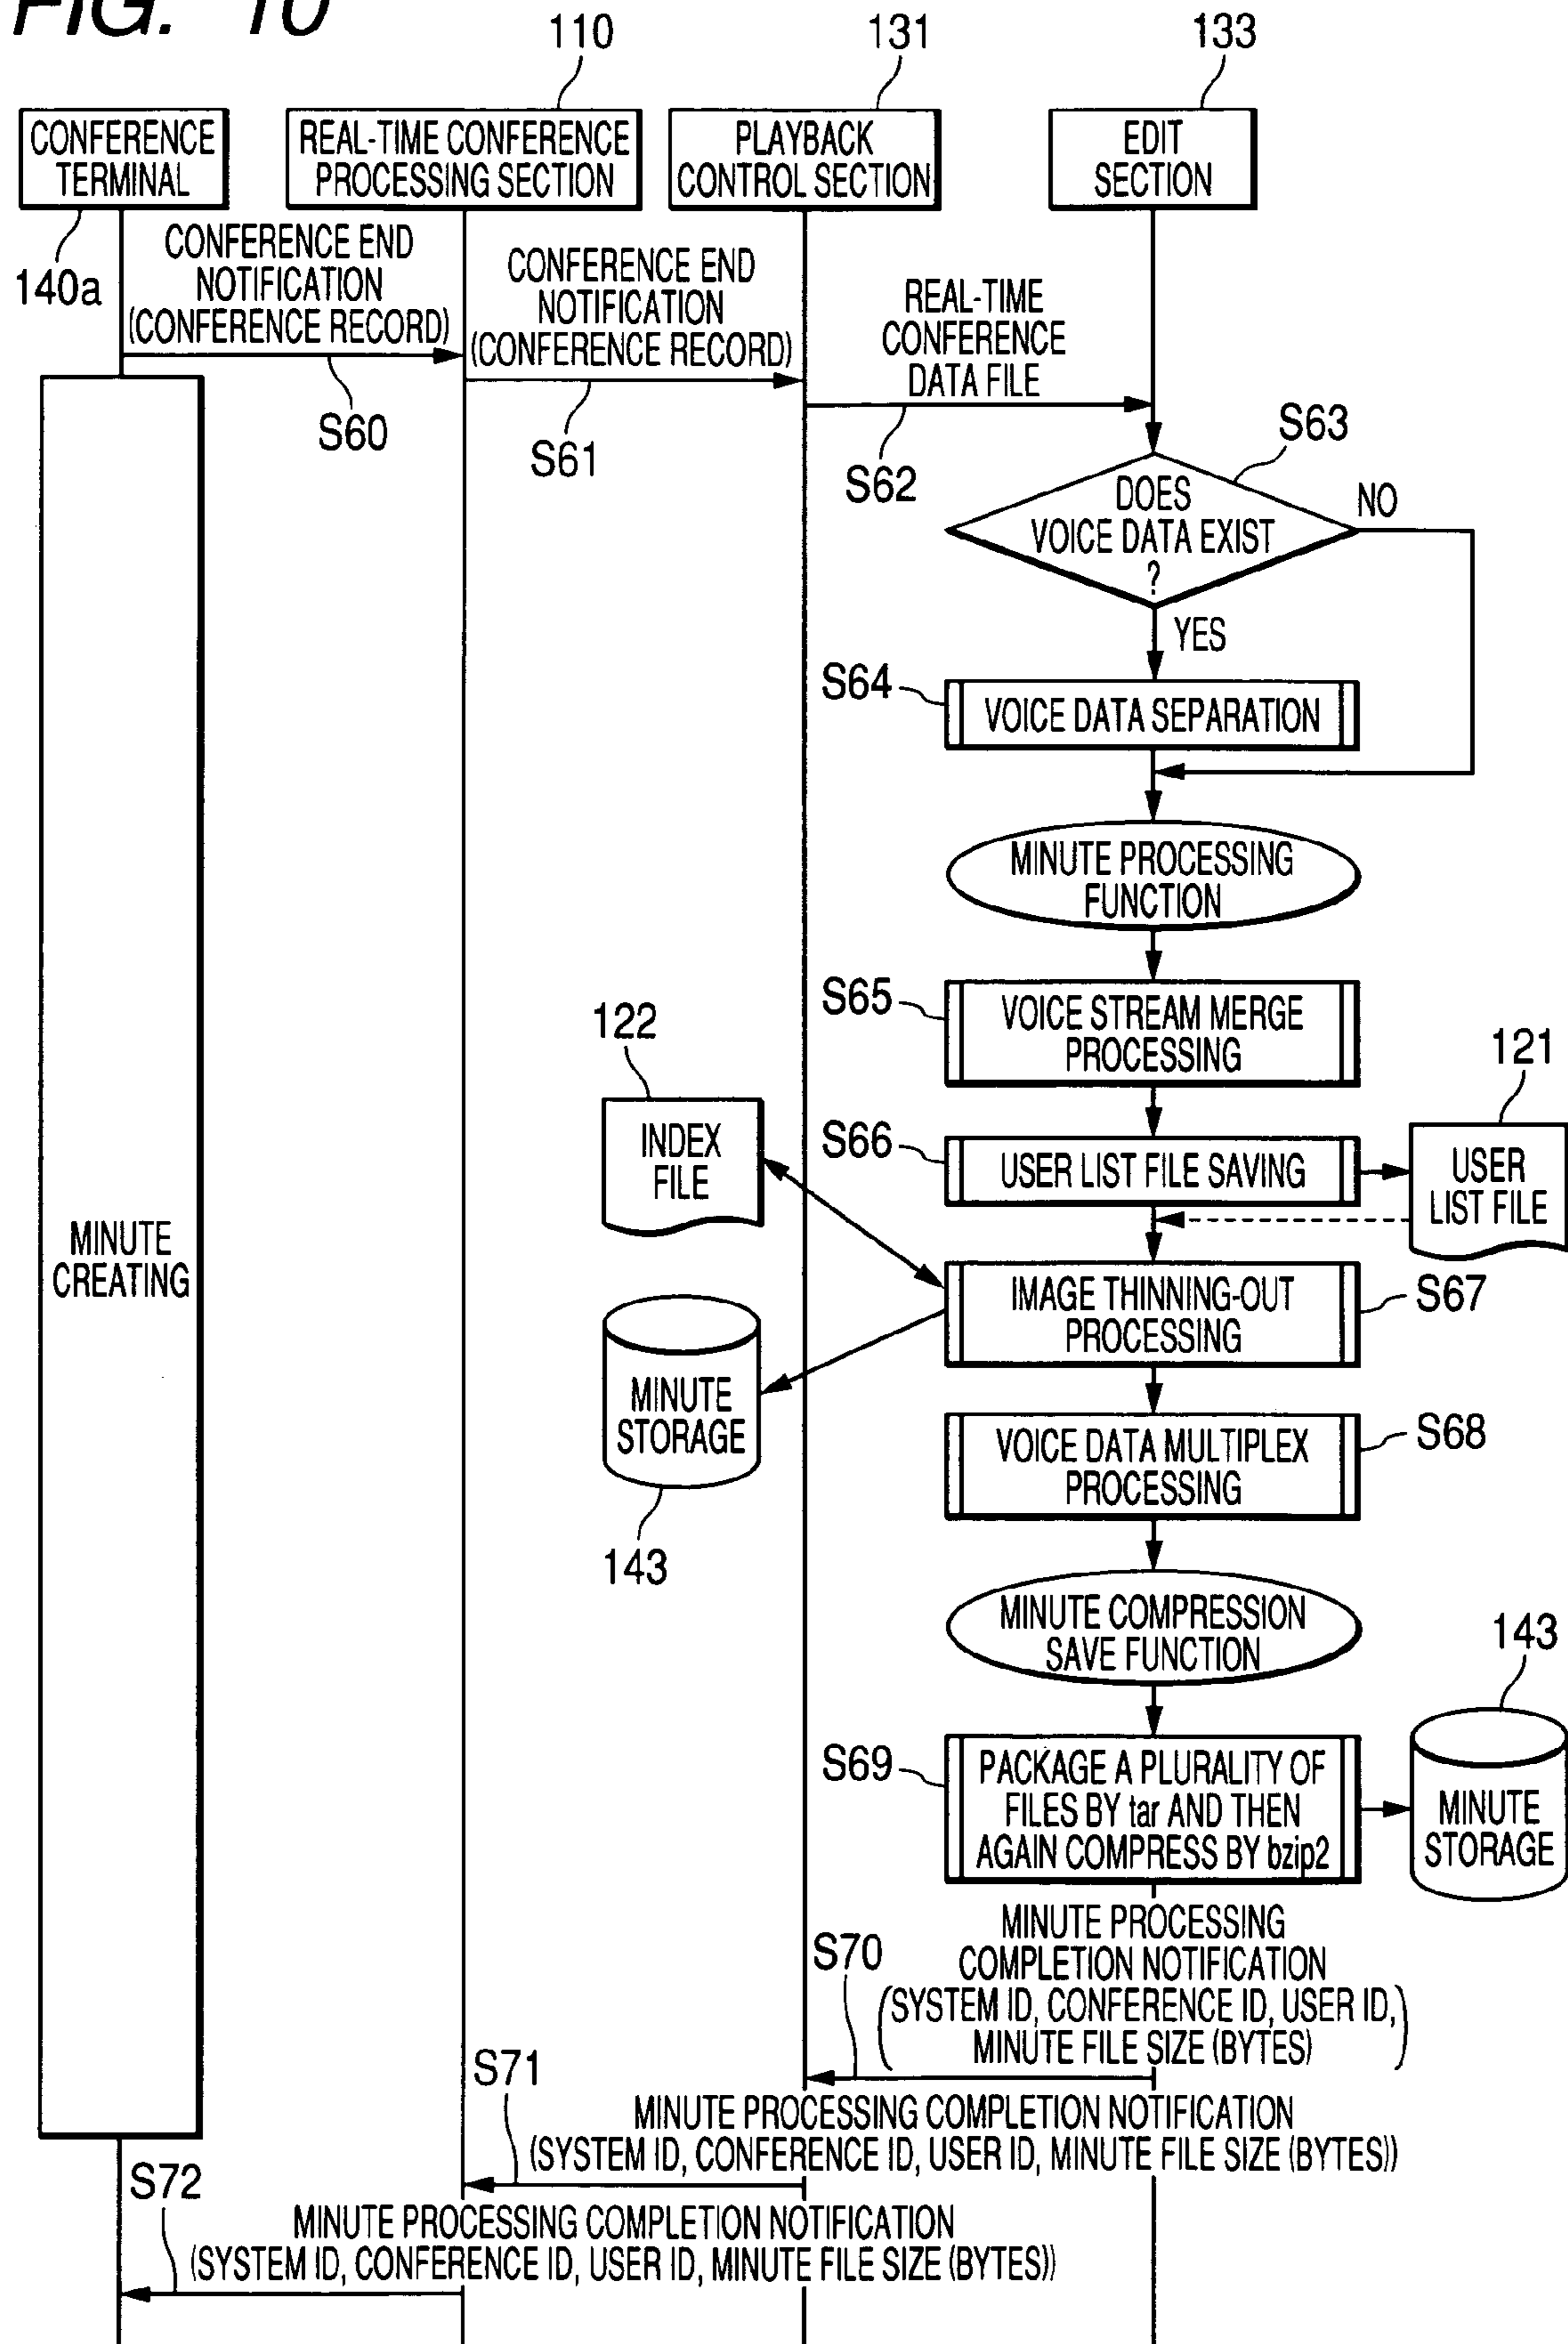 FIG. 10
110
131
133
CONFERENCE
TERMINAL
REAL-TIME CONFERENCE
PROCESSING SECTION
PLAYBACK
CONTROL SECTION
EDIT
SECTION
140a
CONFERENCE END
NOTIFICATION
(CONFERENCE RECORD)
S60
CONFERENCE END
NOTIFICATION
(CONFERENCE RECORD)
S61
REAL-TIME
CONFERENCE
DATA FILE
S62
S63
DOES
VOICE DATA EXIST
?
NO
YES
S64
VOICE DATA SEPARATION
MINUTE PROCESSING
FUNCTION
S65
VOICE STREAM MERGE
PROCESSING
122
INDEX
FILE
S66
USER LIST FILE SAVING
121
USER
LIST FILE
MINUTE
CREATING
IMAGE THINNING-OUT
PROCESSING
S67
MINUTE
STORAGE
143
VOICE DATA MULTIPLEX
PROCESSING
S68
MINUTE COMPRESSION
SAVE FUNCTION
143
S69
PACKAGE A PLURALITY OF
FILES BY tar AND THEN
AGAIN COMPRESS BY bzip2
MINUTE
STORAGE
S70
MINUTE PROCESSING
COMPLETION NOTIFICATION
(SYSTEM ID, CONFERENCE ID, USER ID,
MINUTE FILE SIZE (BYTES))
S71
MINUTE PROCESSING COMPLETION NOTIFICATION
(SYSTEM ID, CONFERENCE ID, USER ID, MINUTE FILE SIZE (BYTES))
S72
MINUTE PROCESSING COMPLETION NOTIFICATION
(SYSTEM ID, CONFERENCE ID, USER ID, MINUTE FILE SIZE (BYTES))